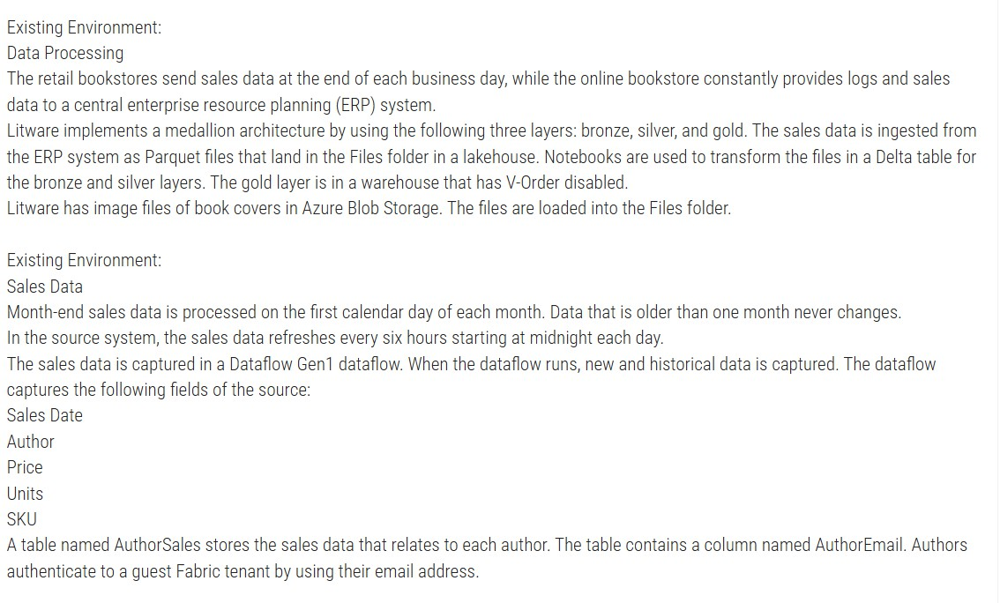 Existing Environment:
Data Processing
The retail bookstores send sales data at the end of each business day, while the online bookstore constantly provides logs and sales
data to a central enterprise resource planning (ERP) system.
Litware implements a medallion architecture by using the following three layers: bronze, silver, and gold. The sales data is ingested from
the ERP system as Parquet files that land in the Files folder in a lakehouse. Notebooks are used to transform the files in a Delta table for
the bronze and silver layers. The gold layer is in a warehouse that has V-Order disabled.
Litware has image files of book covers in Azure Blob Storage. The files are loaded into the Files folder.
Existing Environment:
Sales Data
Month-end sales data is processed on the first calendar day of each month. Data that is older than one month never changes.
In the source system, the sales data refreshes every six hours starting at midnight each day.
The sales data is captured in a Dataflow Gen1 dataflow. When the dataflow runs, new and historical data is captured. The dataflow
captures the following fields of the source:
Sales Date
Author
Price
Units
SKU
A table named AuthorSales stores the sales data that relates to each author. The table contains a column named AuthorEmail. Authors
authenticate to a guest Fabric tenant by using their email address.